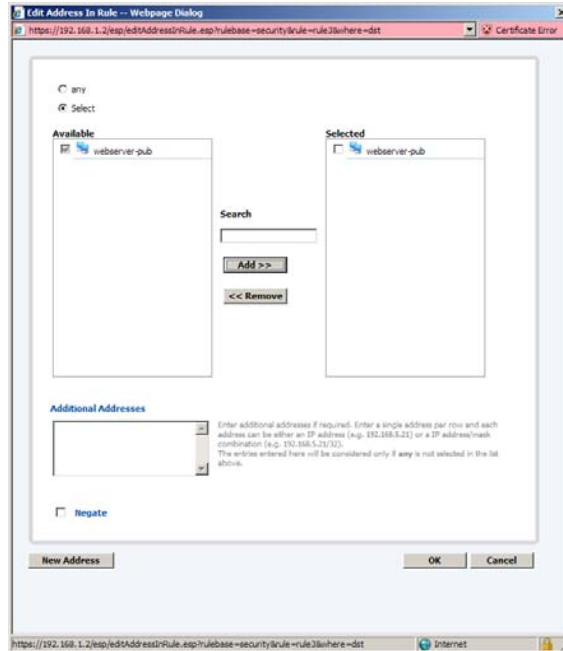 Edit Address In Rule -- Webpage Dialog
https://192.168.1.2/esp/editAddressInRule.esp?rulebase=security&rule=rule3&where=dst Certificate Error
any
Select
Available Selected
webserver-pub webserver-pub
Search
Add >>
<< Remove
Additional Addresses
Enter additional addresses if required. Enter a single address per row and each
address can be either an IP address (e.g. 192.168.5.21) or a IP address/mask
combination (e.g. 192.168.5.21/32).
The entries entered here will be considered only if any is not selected in the list
above.
Negate
New Address OK Cancel
https://192.168.1.2/esp/editAddressInRule.esp?rulebase=security&rule=rule3&where=dst Internet